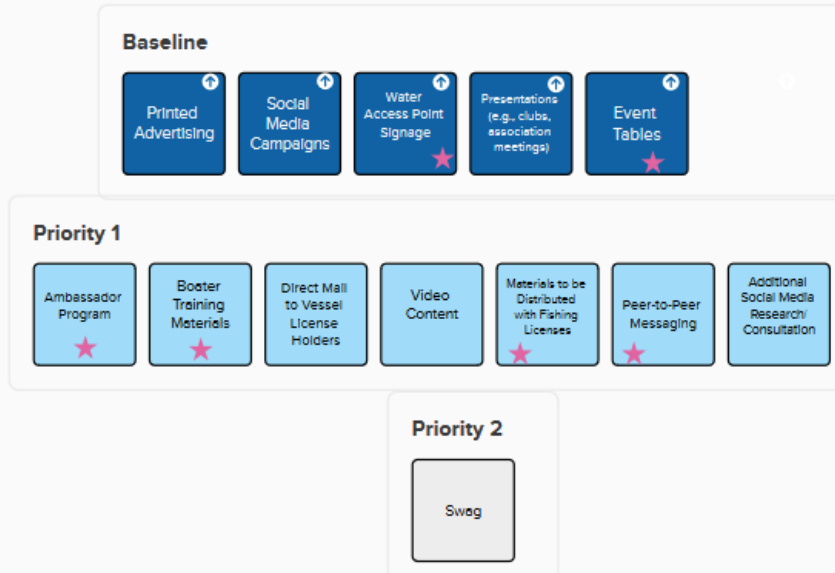 Baseline
Printed
Advertising
Social
Media
Campaigns
Water
Access Point
Signage
Presentations
(e.g., clubs,
association
meetings)
Event
Tables
Priority 1
Ambassador
Program
Boater
Training
Materials
Direct Mail
to Vessel
License
Holders
Video
Content
Materials to be
Distributed
with Fishing
Licenses
Peer-to-Peer
Messaging
Additional
Social Media
Research/
Consultation
Priority 2
Swag